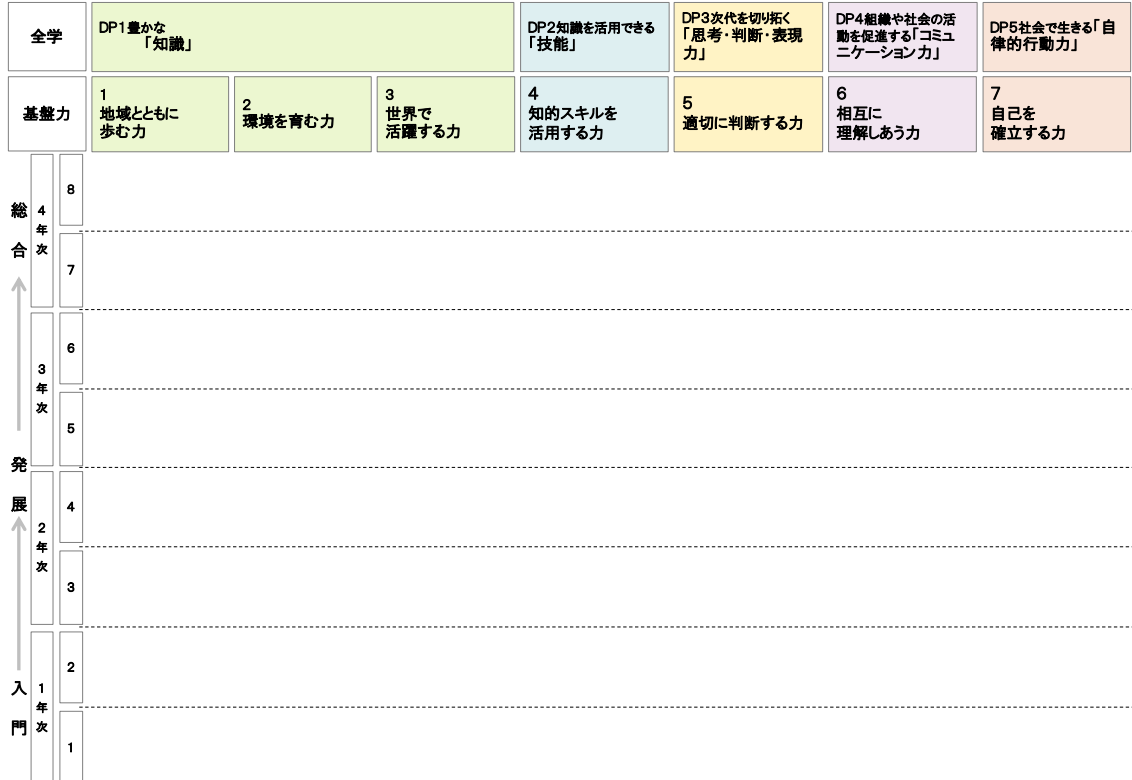 全学
DP1豊かな
「知識」
DP2知識を活用できる
「技能」
DP3次代を切り拓く
「思考・判断・表現
力」
DP4組織や社会の活
動を促進する「コミュ
ニケーション力」
DP5社会で生きる「自
律的行動力」
基盤力
1
地域とともに
歩む力
2
環境を育む力
3
世界で
活躍する力
4
知的スキルを
活用する力
5
適切に判断する力
6
相互に
理解しあう力
7
自己を
確立する力
総合
4年次
8
7
3年次
6
5
発展
2年次
4
3
入門
1年次
2
1